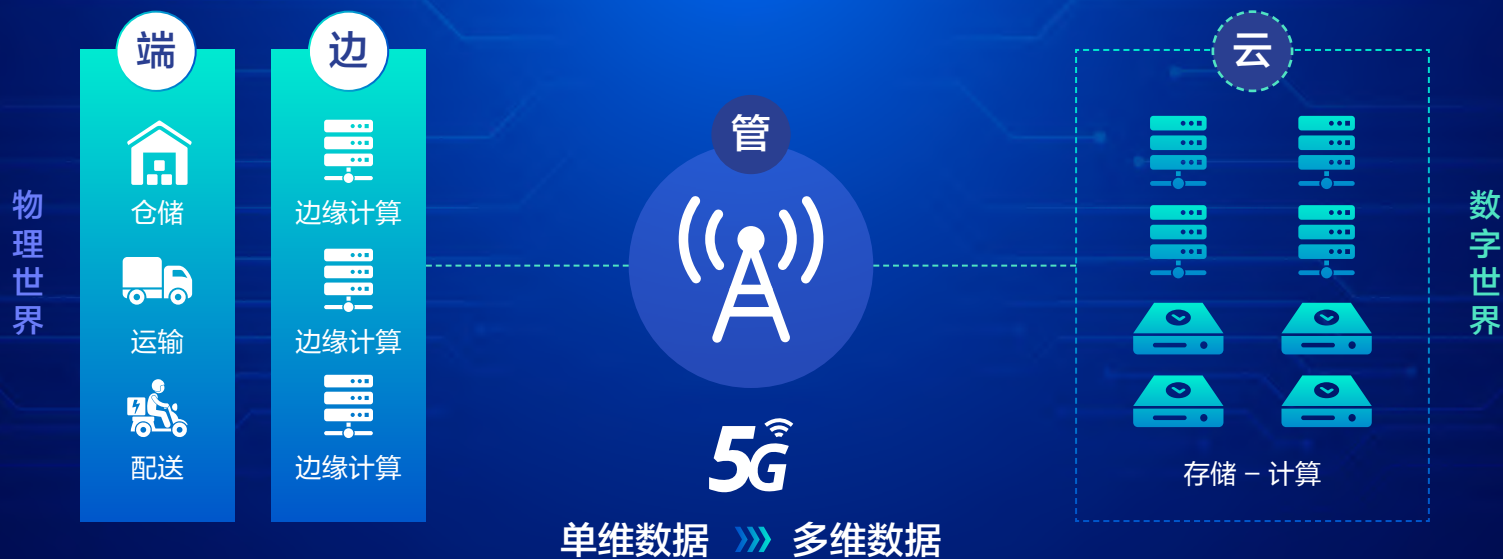 物理世界
端
仓储
运输
配送
边
边缘计算
边缘计算
边缘计算
管
5G
单维数据 》》 多维数据
云
存储 – 计算
数字世界